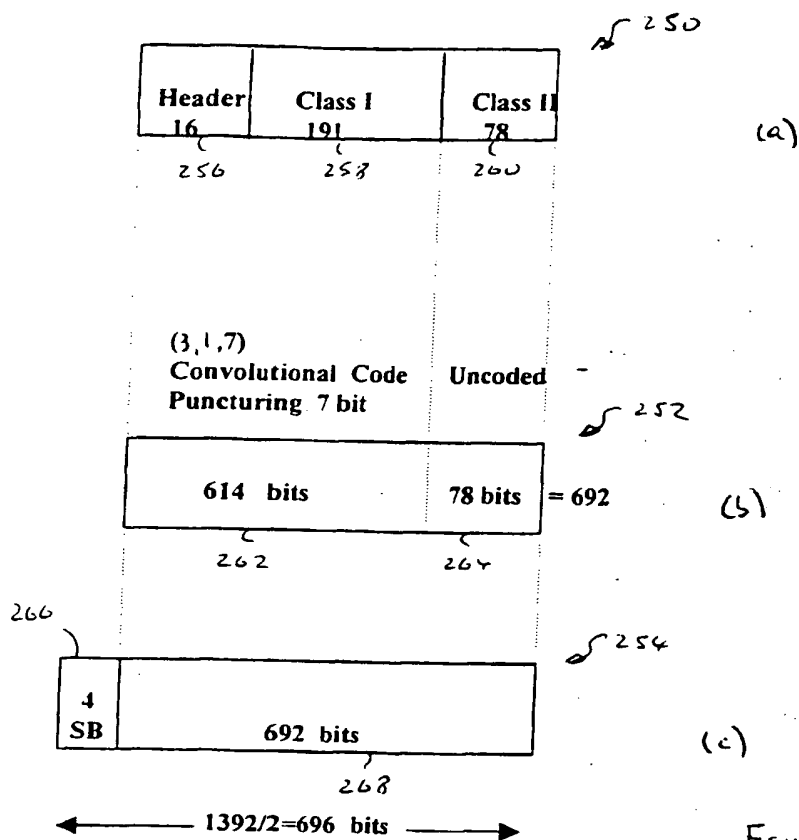 250
Header Class I Class II
16 191 78
(a)
256 258 260
(3,1,7)
Convolutional Code Uncoded
Puncturing 7 bit
252
614 bits 78 bits = 692
(b)
262 264
266
254
4
SB 692 bits
(c)
268
1392/2=696 bits